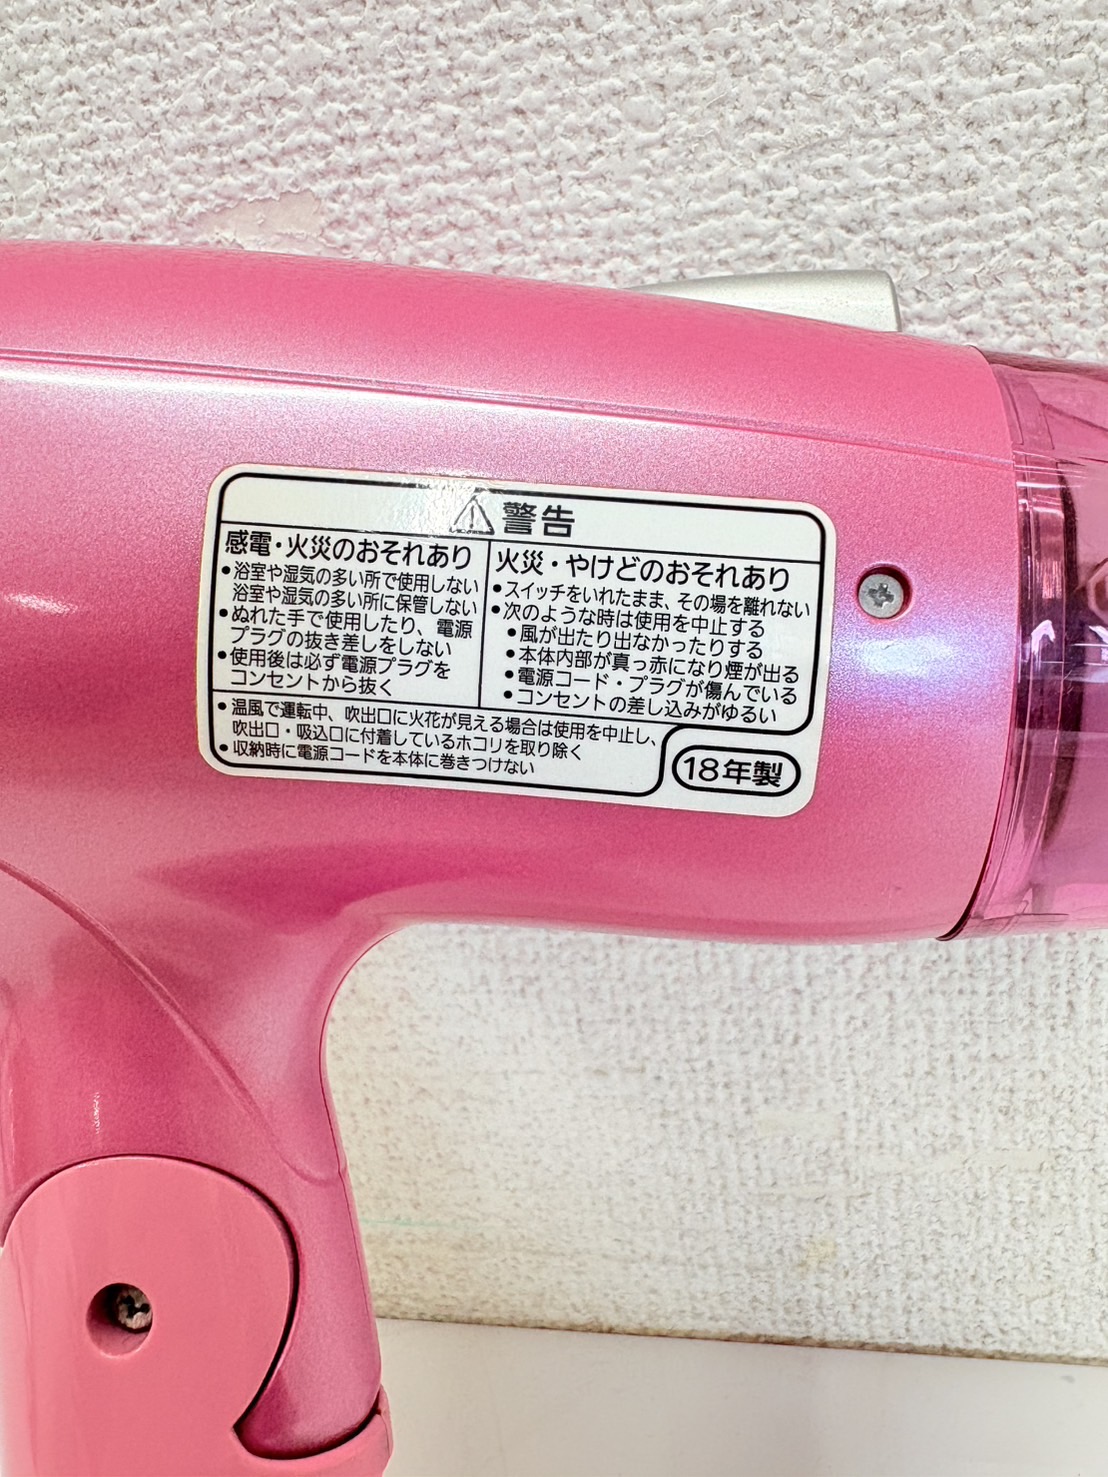 警告
感電・火災のおそれあり
•浴室や湿気の多い所で使用しない
浴室や湿気の多い所に保管しない
•ぬれた手で使用したり、電源
プラグの抜き差しをしない
•使用後は必ず電源プラグを
コンセントから抜く
火災・やけどのおそれあり
•スイッチをいれたまま、その場を離れない
•次のような時は使用を中止する
•風が出たり出なかったりする
•本体内部が真っ赤になり煙が出る
•電源コード・プラグが傷んでいる
•コンセントの差し込みがゆるい
•温風で運転中、吹出口に火花が見える場合は使用を中止し、
吹出口・吸込口に付着しているホコリを取り除く
•収納時に電源コードを本体に巻きつけない
18年製